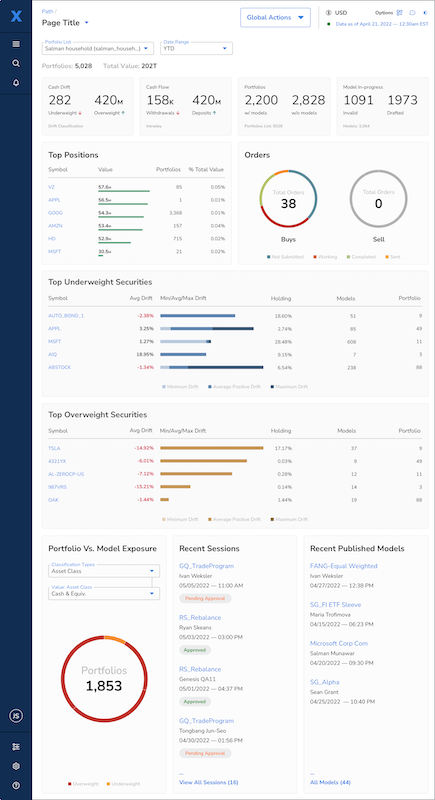 Path /
Page Title
Global Actions
USD
Options
Data as of April 21, 2022 — 12:30am EST
Portfolio List
Salman household (salman_househ...)
Date Range
YTD
Portfolios: 5,028 Total Value: 202T
Cash Drift
282 420M
Underweight Overweight
Drift Classification
Cash Flow
158K 420M
Withdrawals Deposits
Intraday
Portfolios
2,200 2,828
w/ models w/o models
Portfolios List: 5028
Model In-progress
1091 1973
Invalid Drafted
Models: 3,064
Top Positions
Symbol Value Portfolios % Total Value
VZ 57.6M 85 0.05%
APPL 56.5M 1 0.01%
GOOG 54.3M 3,368 0.01%
AMZN 53.4M 157 0.04%
HD 52.9M 715 0.02%
MSFT 30.5M 21 0.02%
Orders
Total Orders
38
Buys
Total Orders
0
Sell
Not Submitted Working Completed Sent
Top Underweight Securities
Symbol Avg Drift Min/Avg/Max Drift Holding Models Portfolio
AUTO_BOND_1 -2.38% 18.60% 51 9
APPL 3.25% 2.74% 85 49
MSFT 1.27% 28.48% 608 11
AIQ 18.95% 9.15% 7 3
ABSTOCK -1.34% 6.54% 238 88
Minimum Drift Average Positive Drift Maximum Drift
Top Overweight Securities
Symbol Avg Drift Min/Avg/Max Drift Holding Models Portfolio
TSLA -14.92% 17.17% 37 9
4321YX -6.01% 0.03% 9 49
AL-ZEROCP-US -7.12% 0.28% 12 11
987VRS -15.21% 0.14% 14 3
OAK -1.44% 1.44% 19 88
Minimum Drift Average Positive Drift Maximum Drift
Portfolio Vs. Model Exposure
Classification Types
Asset Class
Value: Asset Class
Cash & Equiv.
Portfolios
1,853
Overweight Underweight
Recent Sessions
GQ_TradeProgram
Ivan Weksler
05/05/2022 — 11:00 AM
Pending Approval
RS_Rebalance
Ryan Skeans
05/03/2022 — 03:00 PM
Approved
RS_Rebalance
Genesis QA11
05/01/2022 — 04:37 PM
Approved
GQ_TradeProgram
Tongbeng Jun-Seo
04/30/2022 — 01:56 PM
Pending Approval
...
View All Sessions (16)
Recent Published Models
FANG-Equal Weighted
Ivan Weksler
04/27/2022 — 12:38 PM
SG_FI ETF Sleeve
Maria Trofimova
04/15/2022 — 06:23 PM
Microsoft Corp Com
Salman Munawar
04/20/2022 — 09:30 PM
SG_Alpha
Sean Grant
04/25/2022 — 10:40 PM
...
All Models (44)
JS